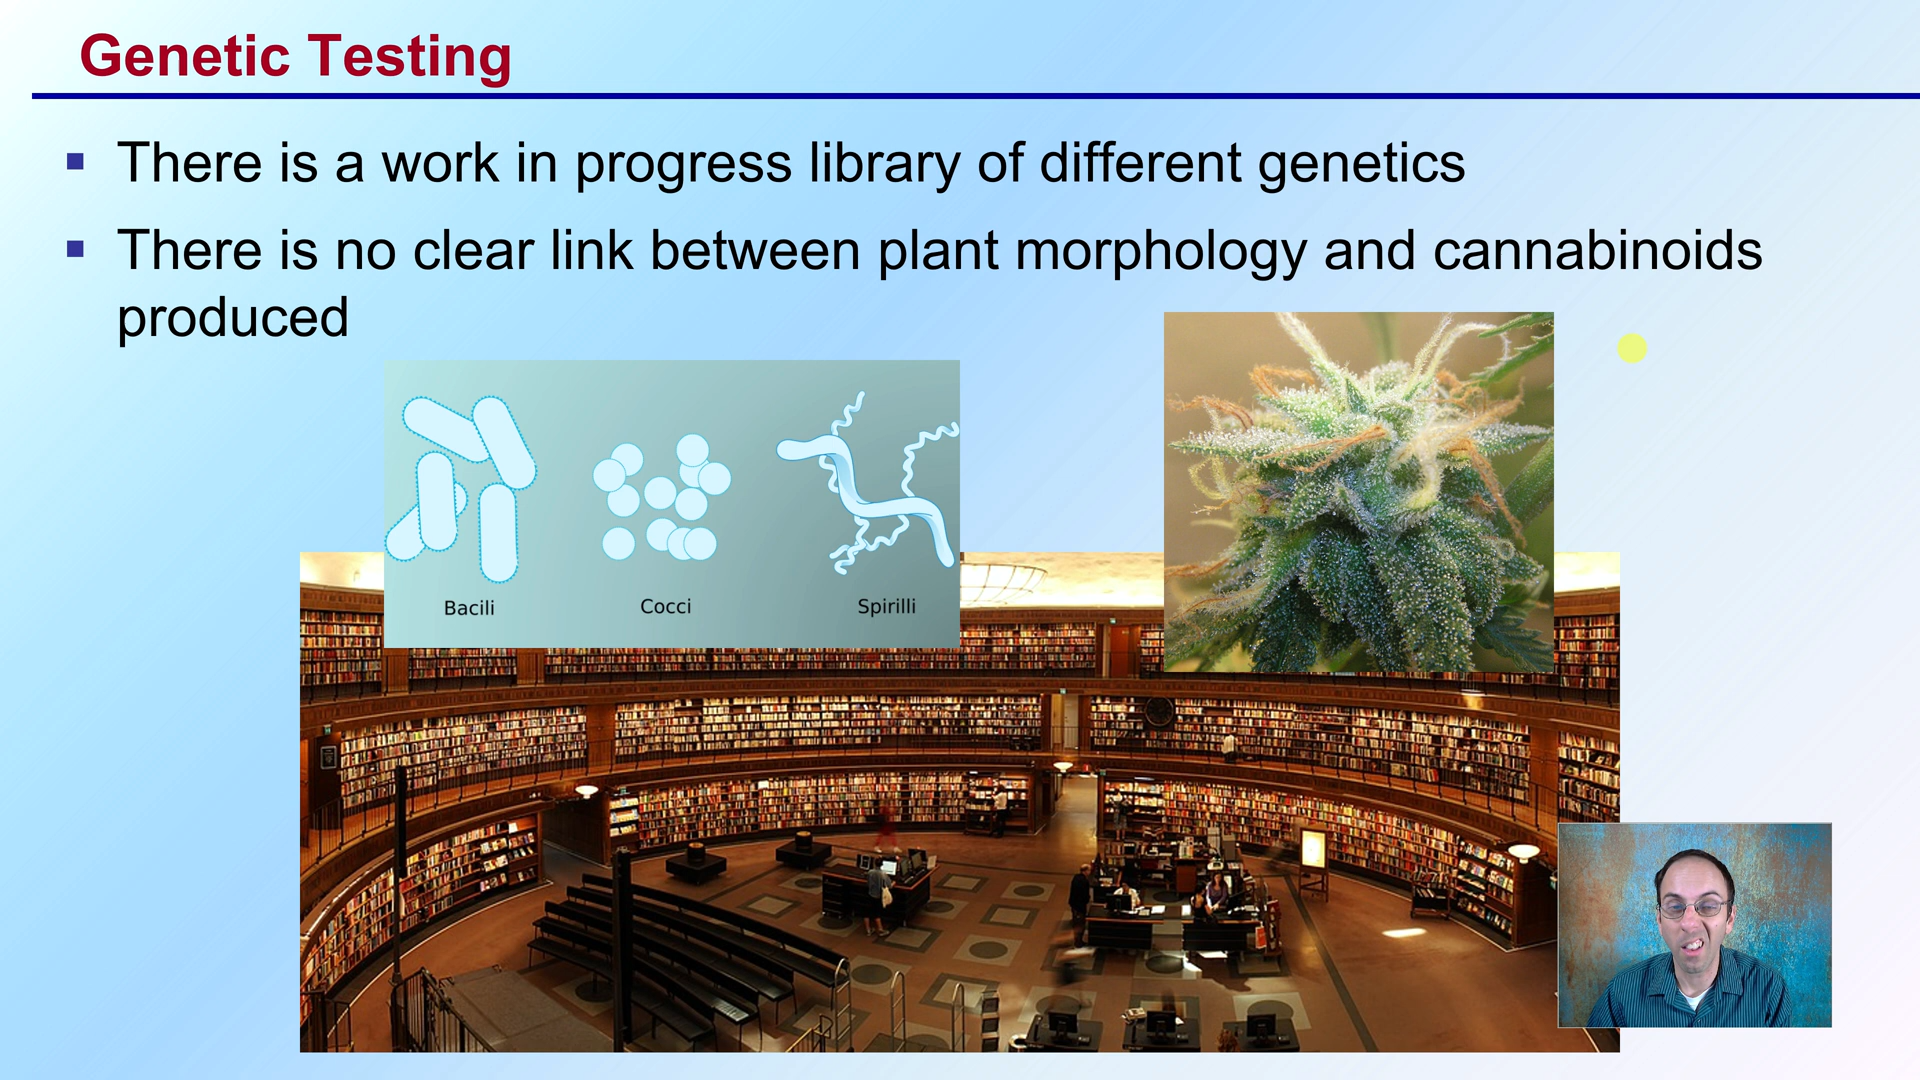 Genetic Testing
There is a work in progress library of different genetics
There is no clear link between plant morphology and cannabinoids
produced
Bacili
Cocci
Spirilli